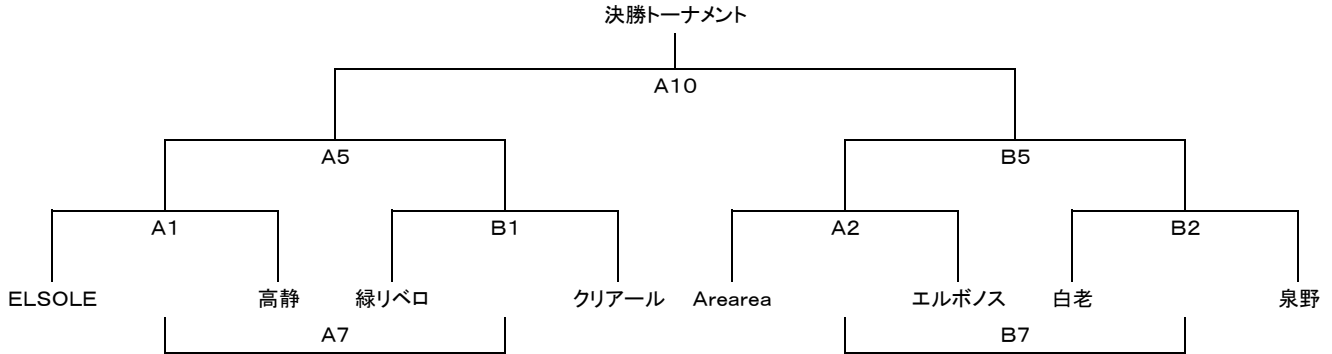 決勝トーナメント
A10
A5 B5
A1 B1 A2 B2
ELSOLE 高静 緑リベロ クリアール Arearea エルボノス 白老 泉野
A7 B7